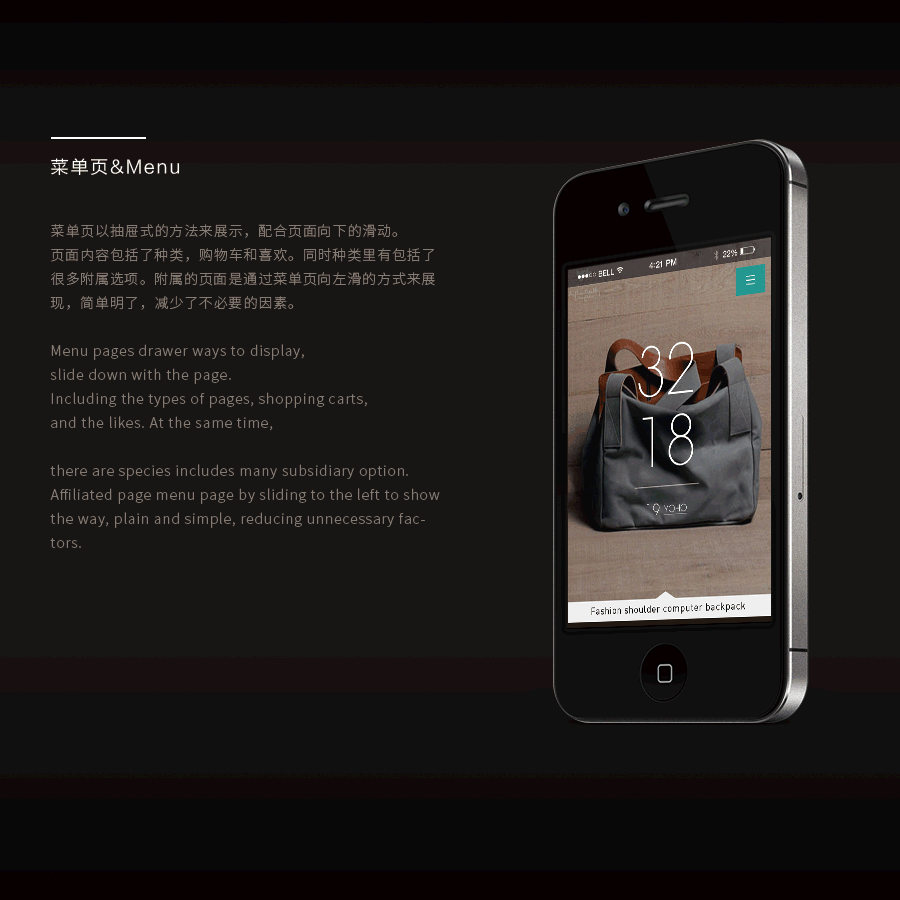 菜单页&Menu
菜单页以抽屉式的方法来展示，配合页面向下的滑动。
页面内容包括了种类，购物车和喜欢。同时种类里有包括了
很多附属选项。附属的页面是通过菜单页向左滑的方式来展
现，简单明了，减少了不必要的因素。
Menu pages drawer ways to display,
slide down with the page.
Including the types of pages, shopping carts,
and the likes. At the same time,
there are species includes many subsidiary option.
Affiliated page menu page by sliding to the left to show
the way, plain and simple, reducing unnecessary fac-
tors.
BELL 4:21 PM 22%
32
18
Fashion shoulder computer backpack